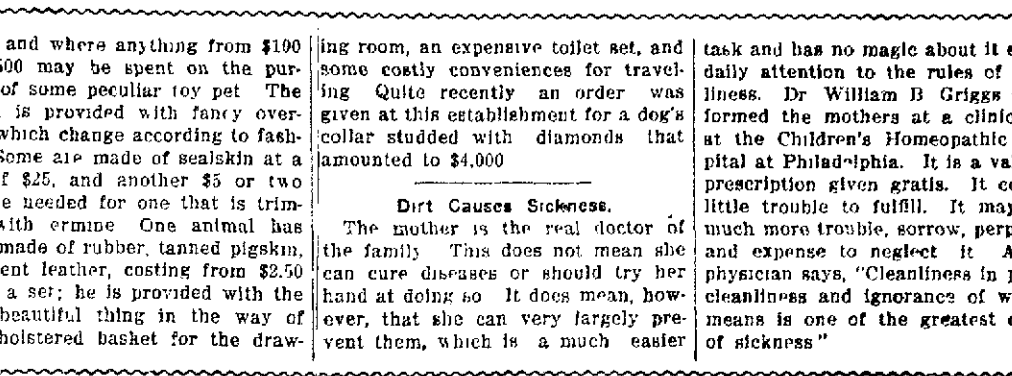 and where anything from $100
500 may be spent on the pur-
of some peculiar toy pet The
is provided with fancy over-
which change according to fash-
Some are made of sealskin at a
f $25, and another $5 or two
e needed for one that is trim-
with ermine One animal has
made of rubber, tanned pigskin,
ent leather, costing from $2.50
a set; he is provided with the
beautiful thing in the way of
holstered basket for the draw-
ing room, an expensive toilet set, and
some costly conveniences for travel-
ing Quite recently an order was
given at this establishment for a dog's
collar studded with diamonds that
amounted to $4,000
Dirt Causes Sickness.
The mother is the real doctor of
the family This does not mean she
can cure diseases or should try her
hand at doing so It does mean, how-
ever, that she can very largely pre-
vent them, which is a much easier
task and has no magic about it
daily attention to the rules of
liness. Dr William B Griggs
formed the mothers at a clinic
at the Children's Homeopathic
pital at Philadelphia. It is a va
prescription given gratis. It co
little trouble to fulfill. It may
much more trouble, sorrow, perp
and expense to neglect it A
physician says, "Cleanliness in p
cleanliness and ignorance of w
means is one of the greatest
of sickness"